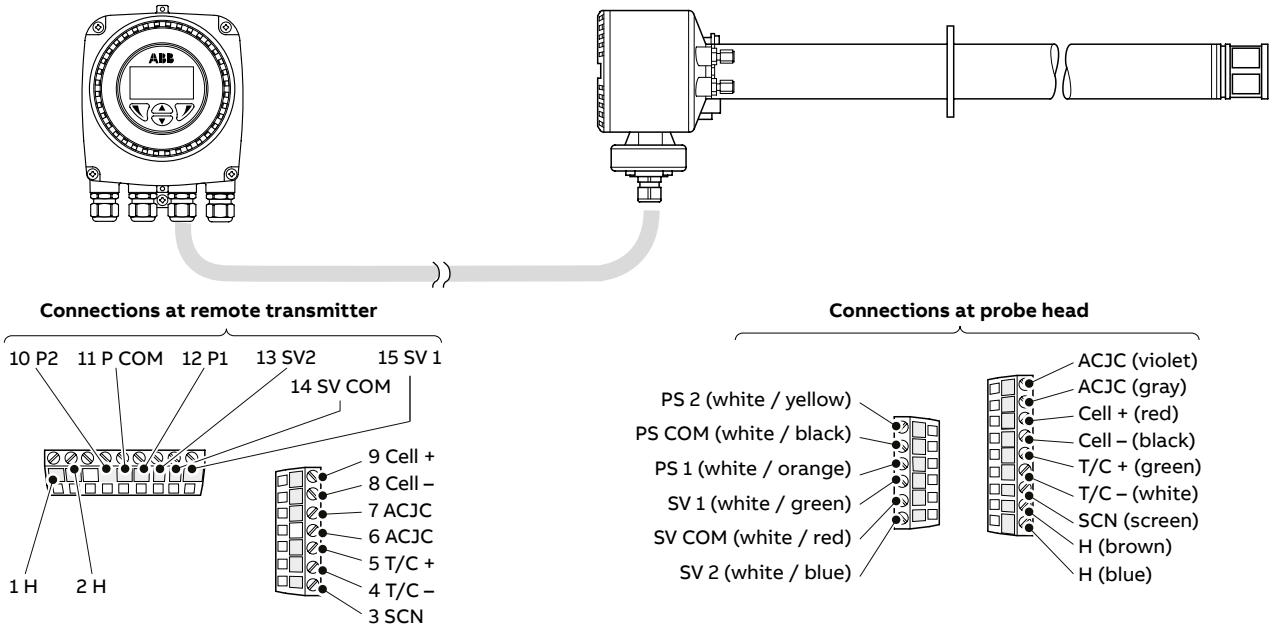 ABB
Connections at remote transmitter
10 P2
11 P COM
12 P1
13 SV2
15 SV 1
14 SV COM
1 H
2 H
9 Cell +
8 Cell –
7 ACJC
6 ACJC
5 T/C +
4 T/C –
3 SCN
Connections at probe head
PS 2 (white / yellow)
PS COM (white / black)
PS 1 (white / orange)
SV 1 (white / green)
SV COM (white / red)
SV 2 (white / blue)
ACJC (violet)
ACJC (gray)
Cell + (red)
Cell – (black)
T/C + (green)
T/C – (white)
SCN (screen)
H (brown)
H (blue)